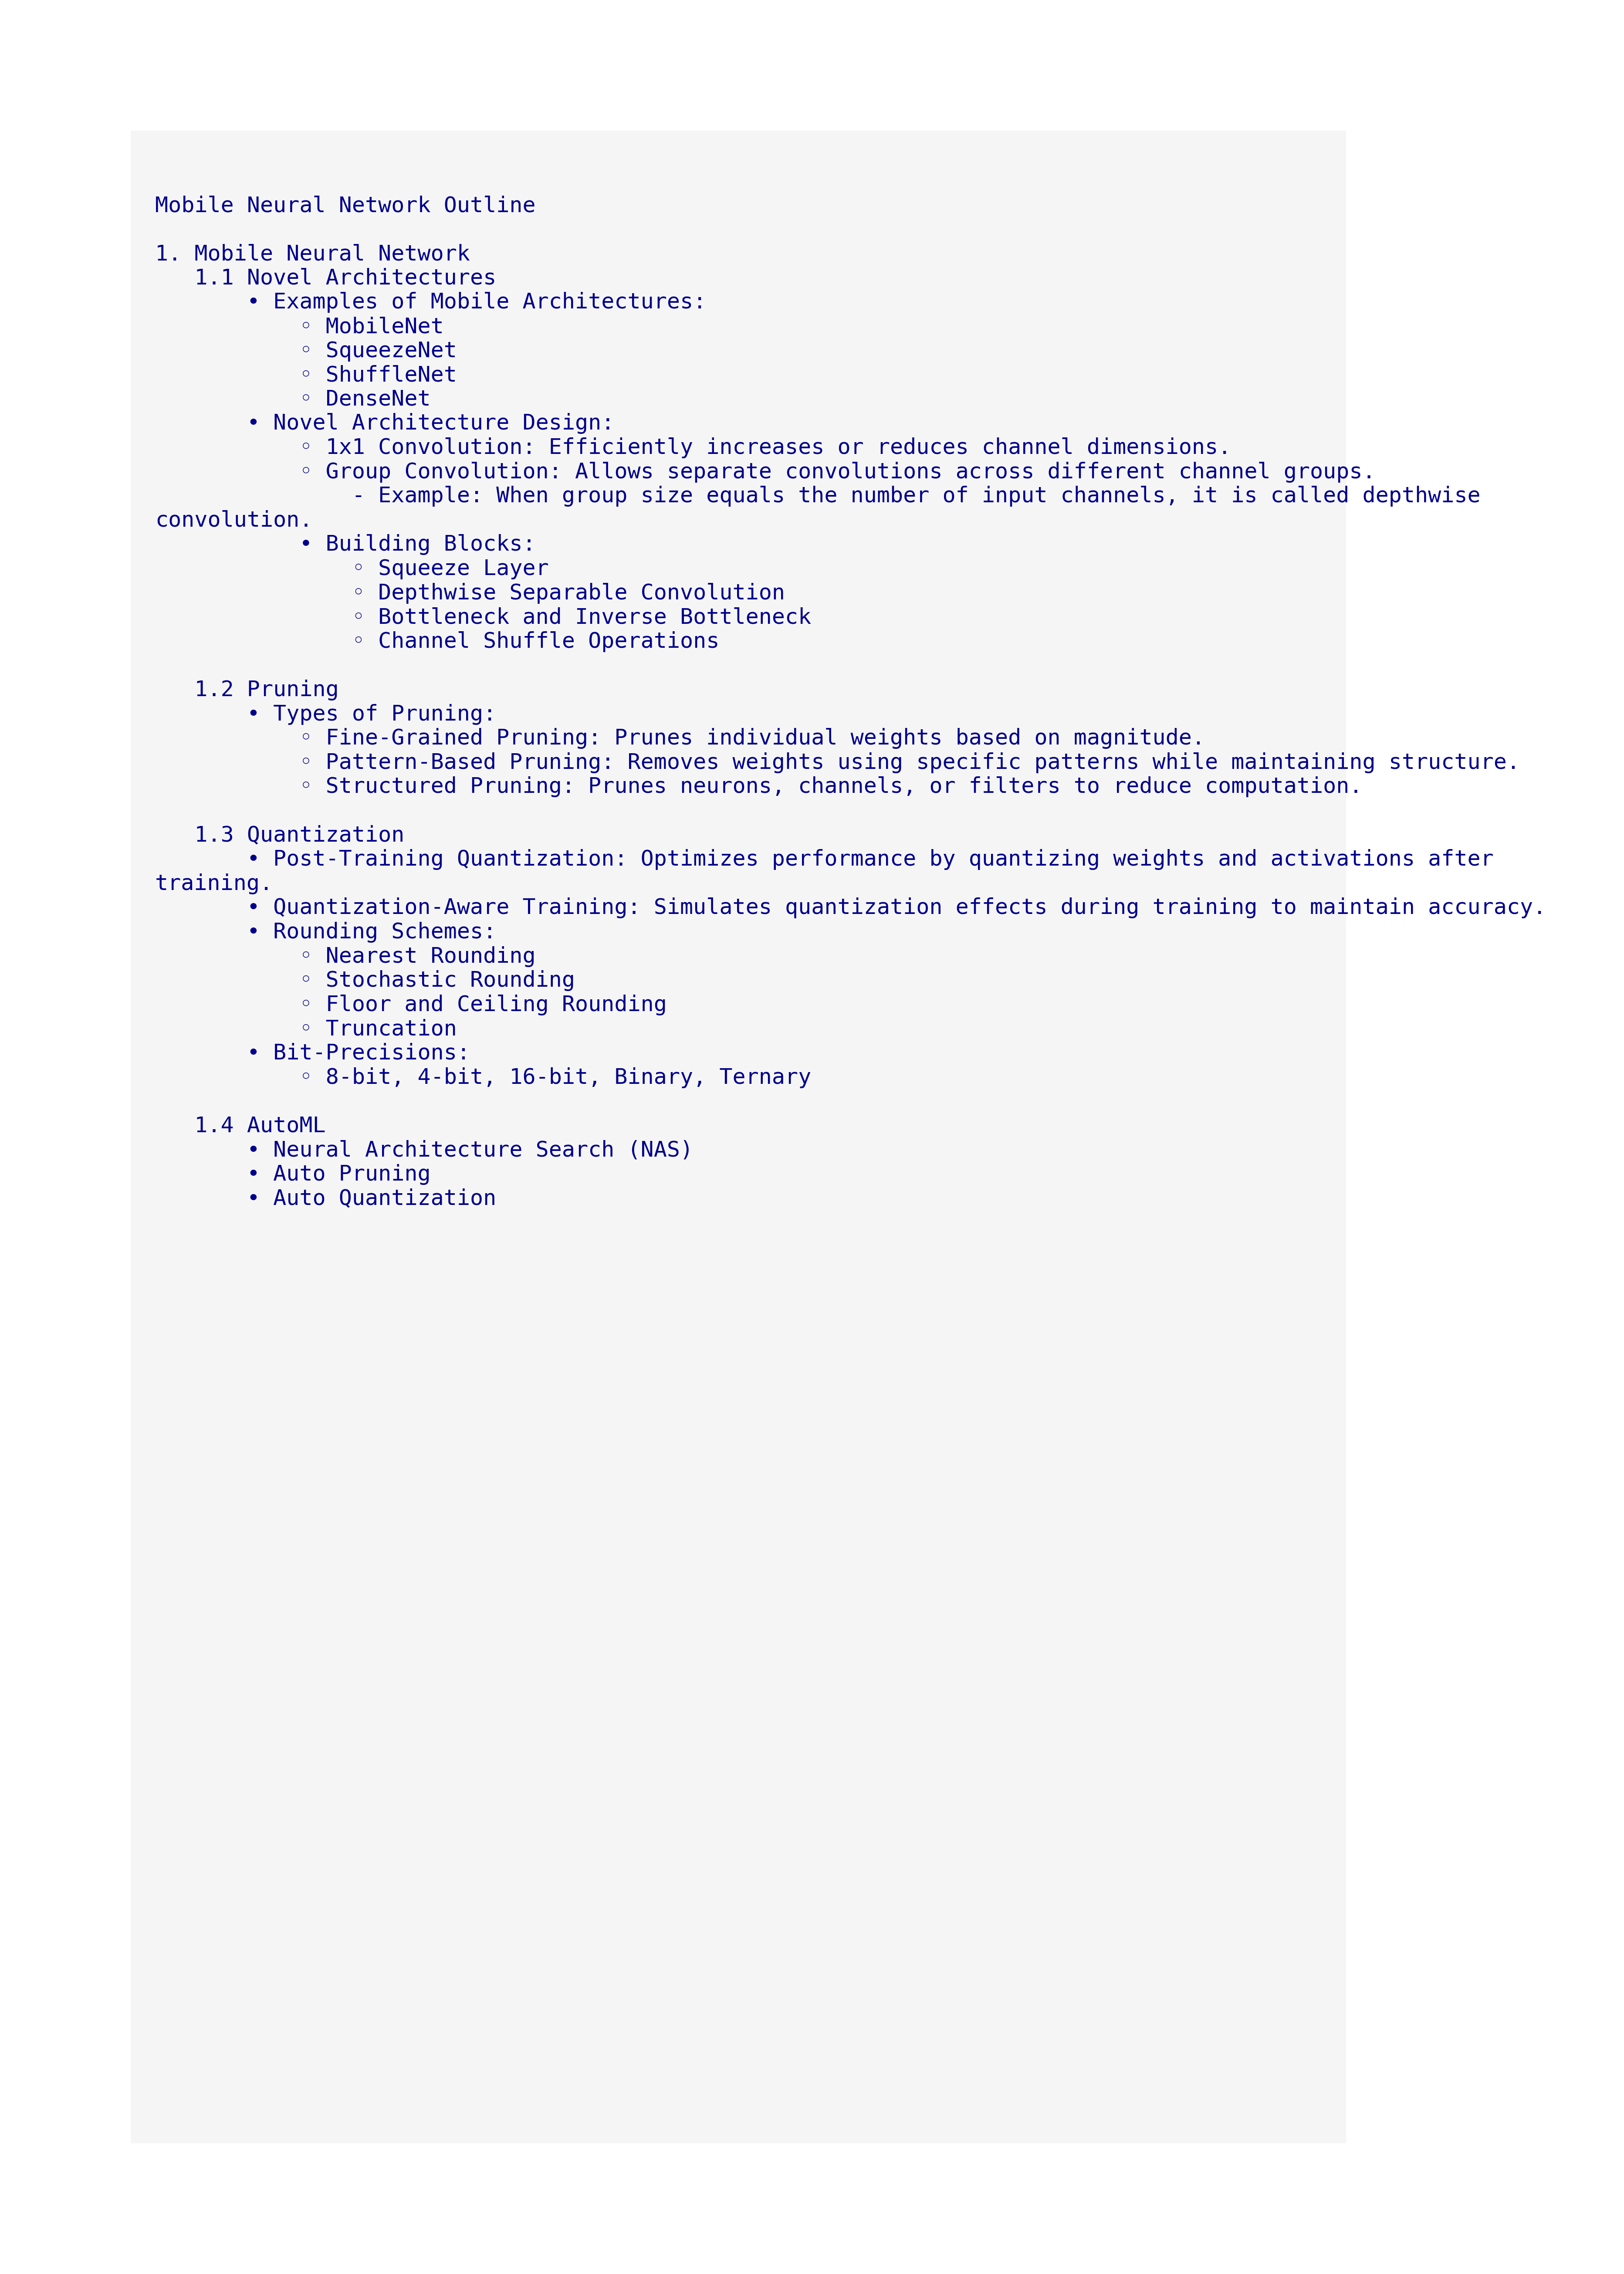 Mobile Neural Network Outline
1. Mobile Neural Network
1.1 Novel Architectures
• Examples of Mobile Architectures:
◦ MobileNet
◦ SqueezeNet
◦ ShuffleNet
◦ DenseNet
• Novel Architecture Design:
◦ 1x1 Convolution: Efficiently increases or reduces channel dimensions.
◦ Group Convolution: Allows separate convolutions across different channel groups.
- Example: When group size equals the number of input channels, it is called depthwise
convolution.
• Building Blocks:
◦ Squeeze Layer
◦ Depthwise Separable Convolution
◦ Bottleneck and Inverse Bottleneck
◦ Channel Shuffle Operations
1.2 Pruning
• Types of Pruning:
◦ Fine-Grained Pruning: Prunes individual weights based on magnitude.
◦ Pattern-Based Pruning: Removes weights using specific patterns while maintaining structure.
◦ Structured Pruning: Prunes neurons, channels, or filters to reduce computation.
1.3 Quantization
• Post-Training Quantization: Optimizes performance by quantizing weights and activations after
training.
• Quantization-Aware Training: Simulates quantization effects during training to maintain accuracy.
• Rounding Schemes:
◦ Nearest Rounding
◦ Stochastic Rounding
◦ Floor and Ceiling Rounding
◦ Truncation
• Bit-Precisions:
◦ 8-bit, 4-bit, 16-bit, Binary, Ternary
1.4 AutoML
• Neural Architecture Search (NAS)
• Auto Pruning
• Auto Quantization